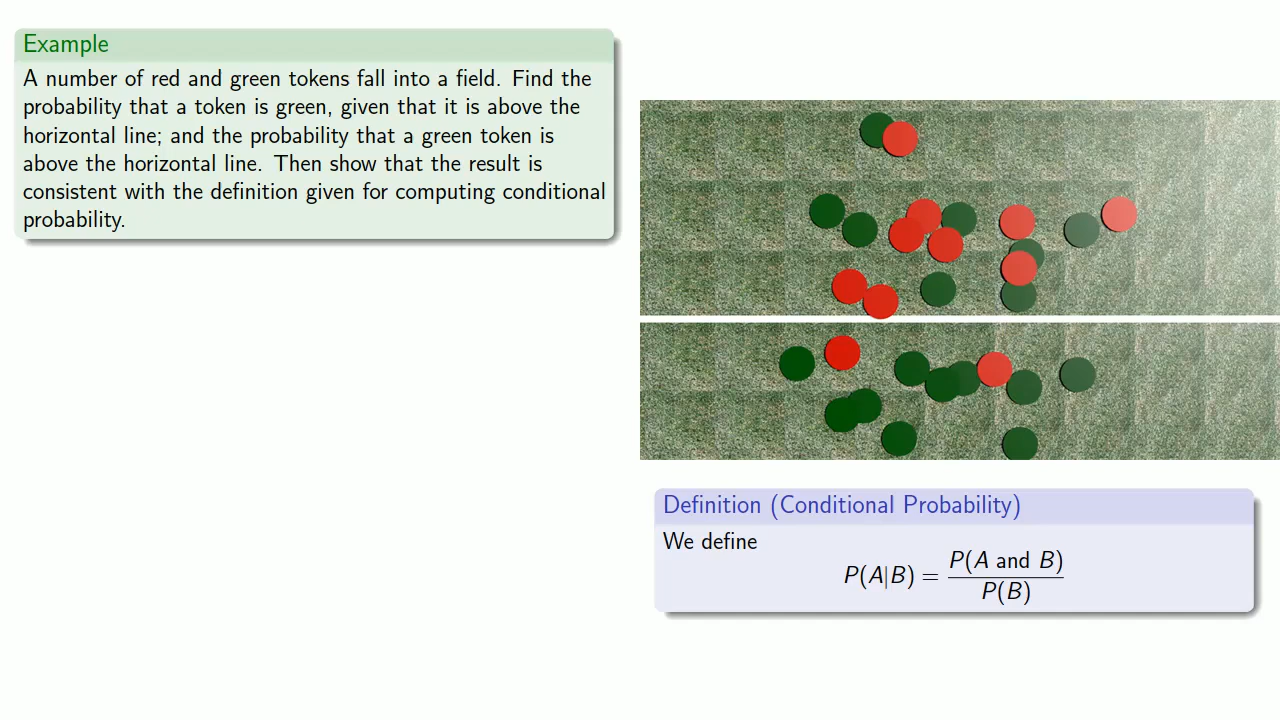 Example
A number of red and green tokens fall into a field. Find the
probability that a token is green, given that it is above the
horizontal line; and the probability that a green token is
above the horizontal line. Then show that the result is
consistent with the definition given for computing conditional
probability.
Definition (Conditional Probability)
We define
P(A|B) = P(A and B) / P(B)